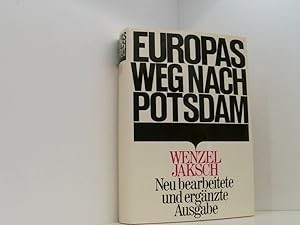 EUROPAS
WEG NACH
POTSDAM
WENZEL
JAKSCH
Neu bearbeitete
und ergänzte
Ausgabe